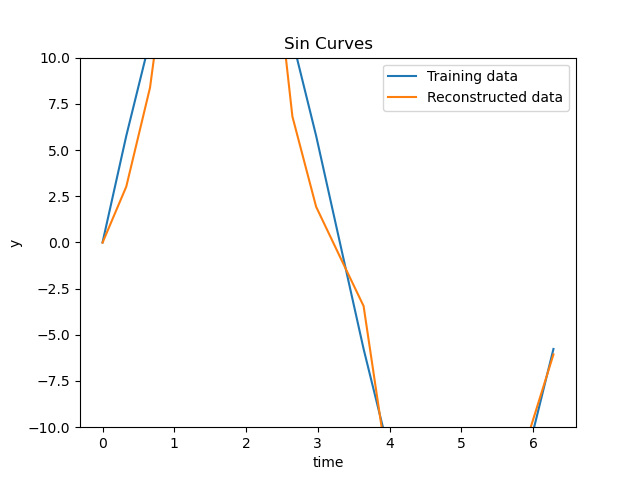 Sin Curves
Training data
Reconstructed data
10.0
7.5
5.0
2.5
0.0
−2.5
−5.0
−7.5
−10.0
y
0 1 2 3 4 5 6
time